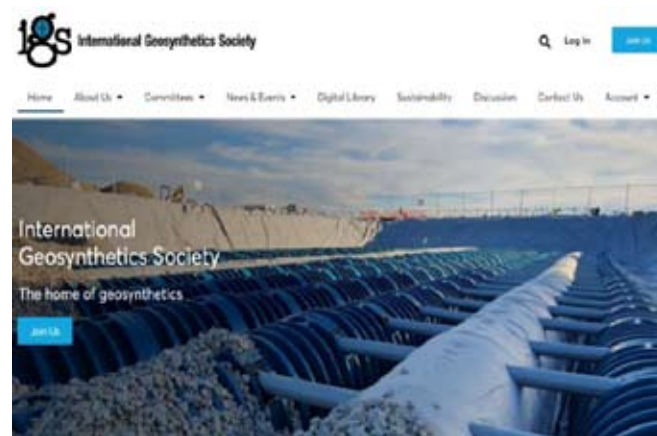 igs International Geosynthetics Society
Log In
Join Us
Home About Us Committees News & Events Digital Library Sustainability Discussion Contact Us Account
International
Geosynthetics Society
The home of geosynthetics
Join Us